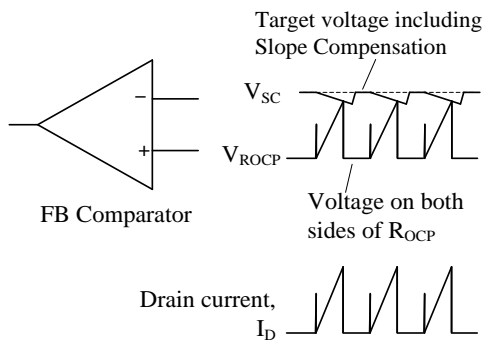 Target voltage including
Slope Compensation
−
+
V_SC
V_ROCP
FB Comparator
Voltage on both
sides of R_OCP
Drain current,
I_D